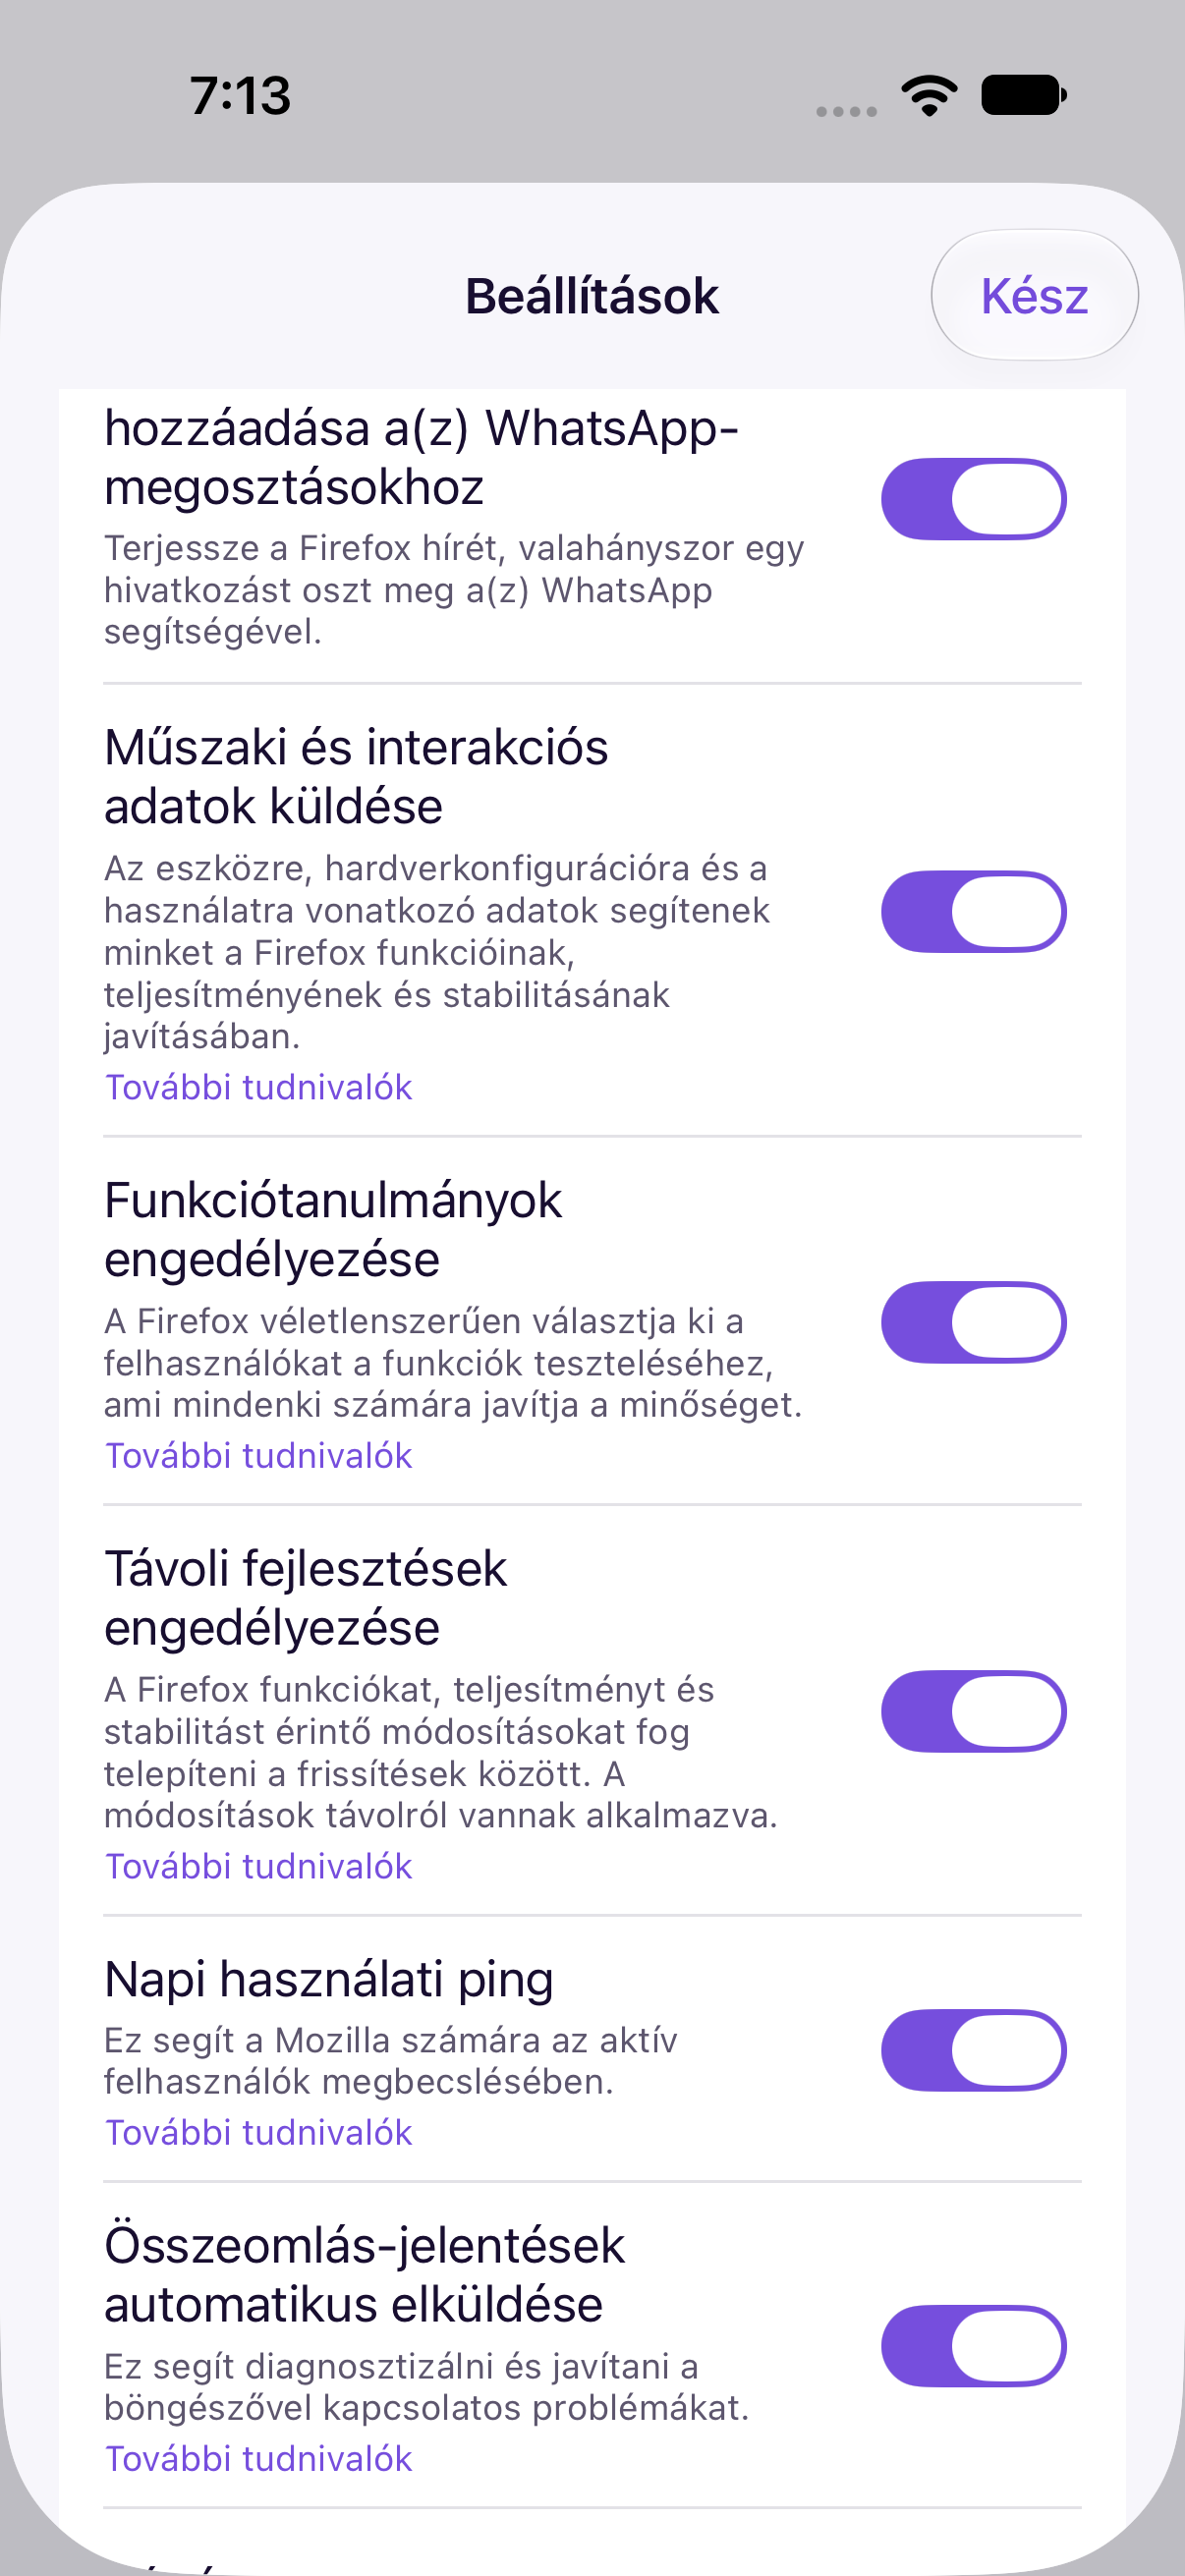 7:13
Beállítások
Kész
hozzáadása a(z) WhatsApp-
megosztásokhoz
Terjessze a Firefox hírét, valahányszor egy
hivatkozást oszt meg a(z) WhatsApp
segítségével.
Műszaki és interakciós
adatok küldése
Az eszközre, hardverkonfigurációra és a
használatra vonatkozó adatok segítenek
minket a Firefox funkcióinak,
teljesítményének és stabilitásának
javításában.
További tudnivalók
Funkciótanulmányok
engedélyezése
A Firefox véletlenszerűen választja ki a
felhasználókat a funkciók teszteléséhez,
ami mindenki számára javítja a minőséget.
További tudnivalók
Távoli fejlesztések
engedélyezése
A Firefox funkciókat, teljesítményt és
stabilitást érintő módosításokat fog
telepíteni a frissítések között. A
módosítások távolról vannak alkalmazva.
További tudnivalók
Napi használati ping
Ez segít a Mozilla számára az aktív
felhasználók megbecslésében.
További tudnivalók
Összeomlás-jelentések
automatikus elküldése
Ez segít diagnosztizálni és javítani a
böngészővel kapcsolatos problémákat.
További tudnivalók